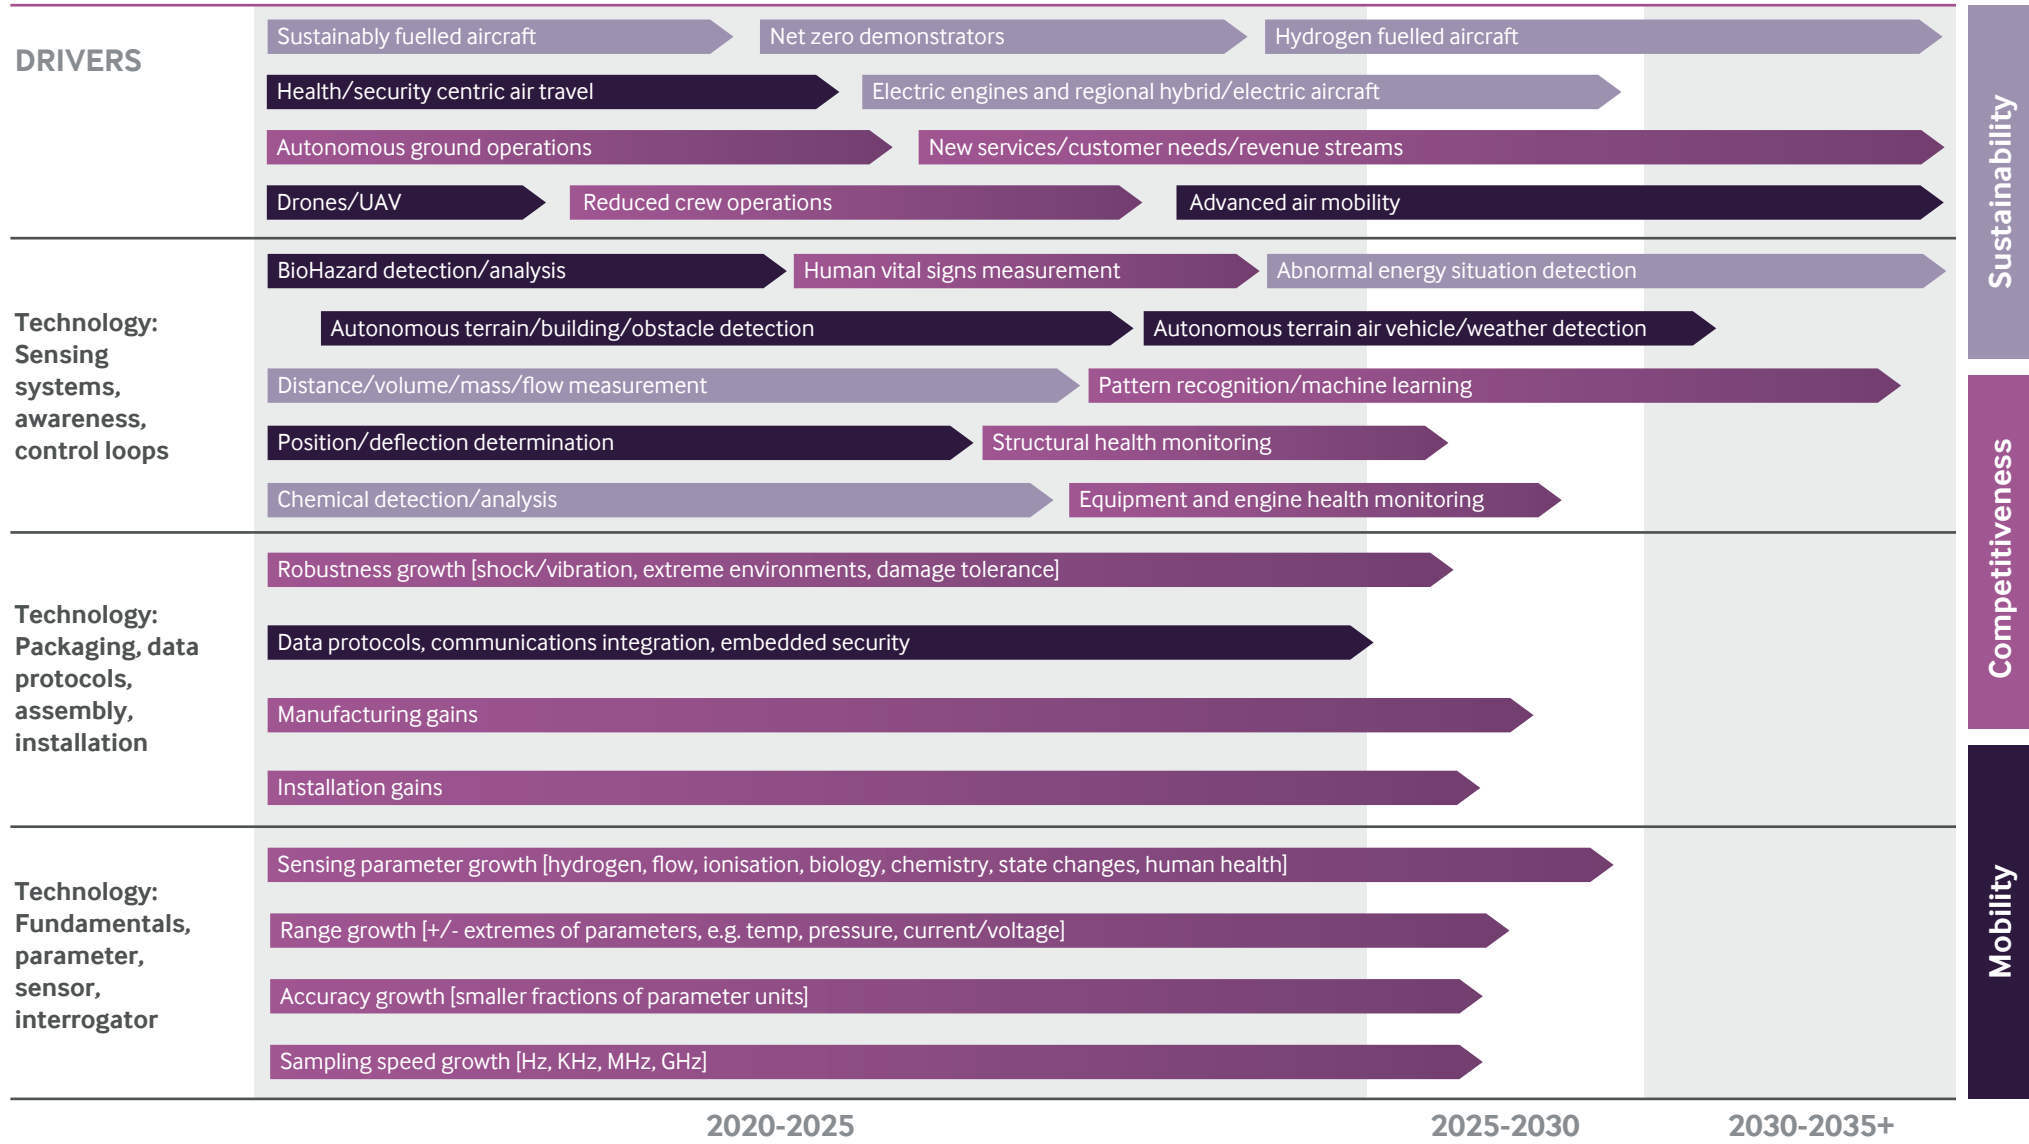 DRIVERS
Sustainably fuelled aircraft
Net zero demonstrators
Hydrogen fuelled aircraft
Health/security centric air travel
Electric engines and regional hybrid/electric aircraft
Autonomous ground operations
New services/customer needs/revenue streams
Drones/UAV
Reduced crew operations
Advanced air mobility
Technology:
Sensing
systems,
awareness,
control loops
BioHazard detection/analysis
Human vital signs measurement
Abnormal energy situation detection
Autonomous terrain/building/obstacle detection
Autonomous terrain air vehicle/weather detection
Distance/volume/mass/flow measurement
Pattern recognition/machine learning
Position/deflection determination
Structural health monitoring
Chemical detection/analysis
Equipment and engine health monitoring
Technology:
Packaging, data
protocols,
assembly,
installation
Robustness growth [shock/vibration, extreme environments, damage tolerance]
Data protocols, communications integration, embedded security
Manufacturing gains
Installation gains
Technology:
Fundamentals,
parameter,
sensor,
interrogator
Sensing parameter growth [hydrogen, flow, ionisation, biology, chemistry, state changes, human health]
Range growth [+/- extremes of parameters, e.g. temp, pressure, current/voltage]
Accuracy growth [smaller fractions of parameter units]
Sampling speed growth [Hz, KHz, MHz, GHz]
2020-2025
2025-2030
2030-2035+
Sustainability
Competitiveness
Mobility